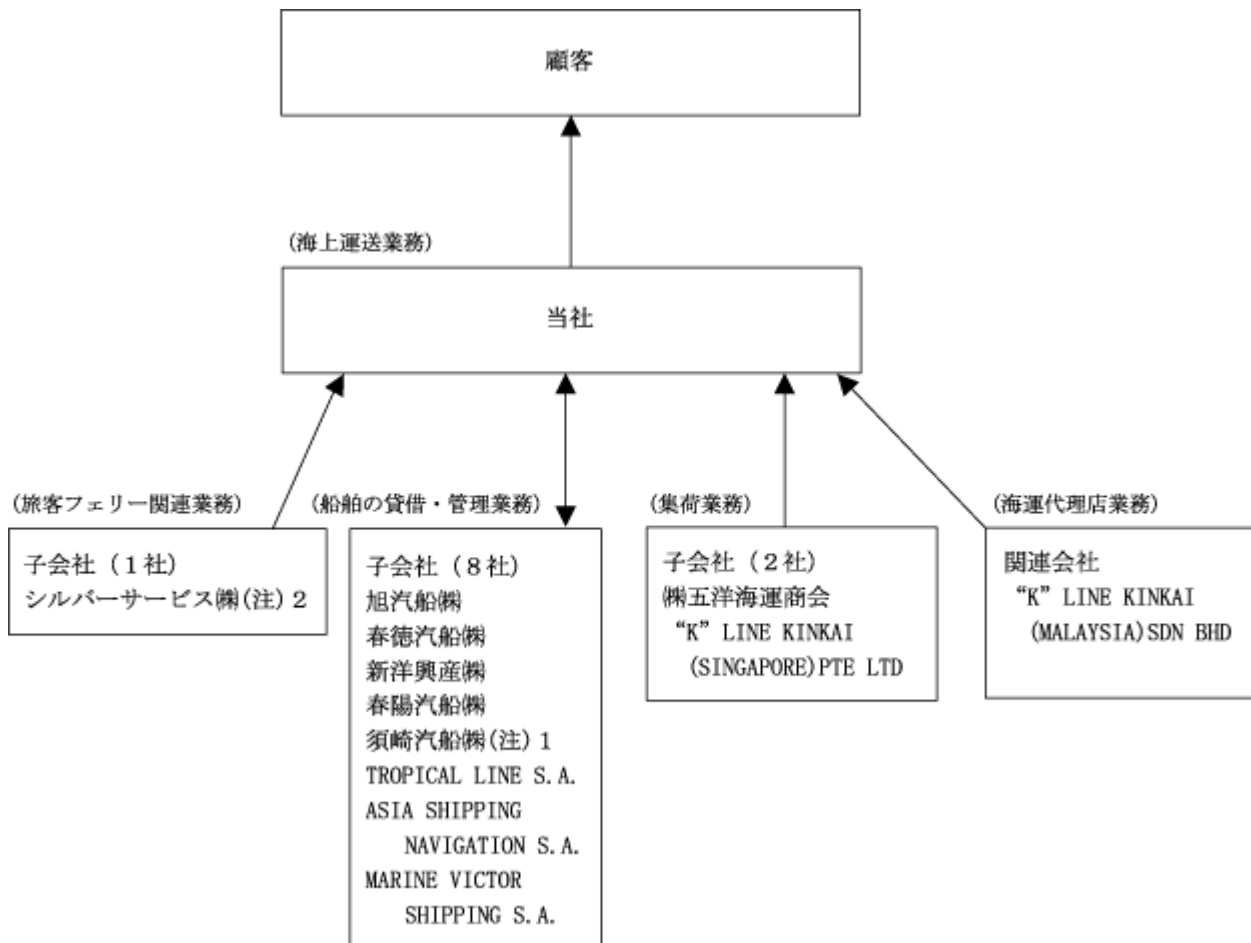 顧客
(海上運送業務)
当社
(旅客フェリー関連業務)
子会社(1社)
シルバーサービス㈱(注)2
(船舶の貸借・管理業務)
子会社(8社)
旭汽船㈱
春徳汽船㈱
新洋興産㈱
春陽汽船㈱
須崎汽船㈱(注)1
TROPICAL LINE S.A.
ASIA SHIPPING
NAVIGATION S.A.
MARINE VICTOR
SHIPPING S.A.
(集荷業務)
子会社(2社)
㈱五洋海運商会
“K” LINE KINKAI
(SINGAPORE)PTE LTD
(海運代理店業務)
関連会社
“K” LINE KINKAI
(MALAYSIA)SDN BHD